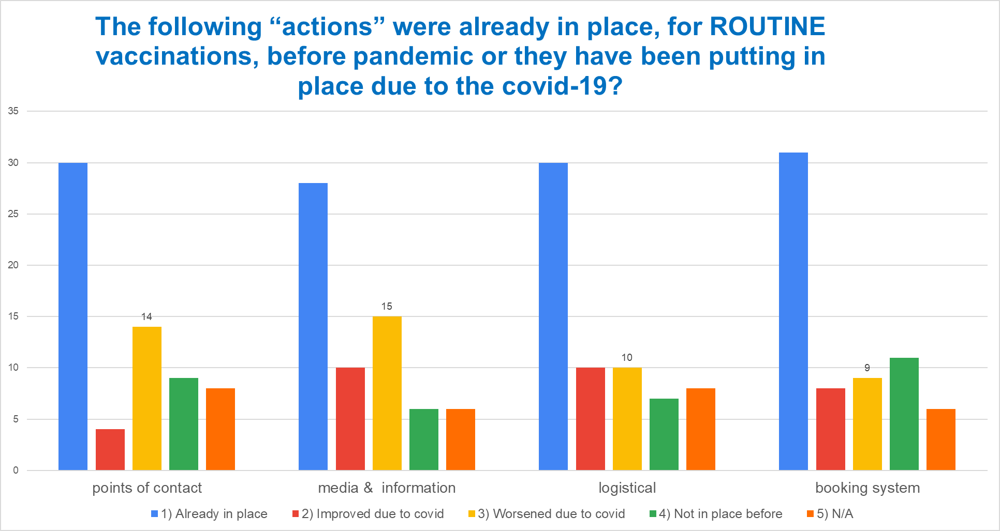 The following “actions” were already in place, for ROUTINE
vaccinations, before pandemic or they have been putting in
place due to the covid-19?
35
30
25
20
15
10
5
0
14
15
10
9
points of contact
media &  information
logistical
booking system
1) Already in place
2) Improved due to covid
3) Worsened due to covid
4) Not in place before
5) N/A